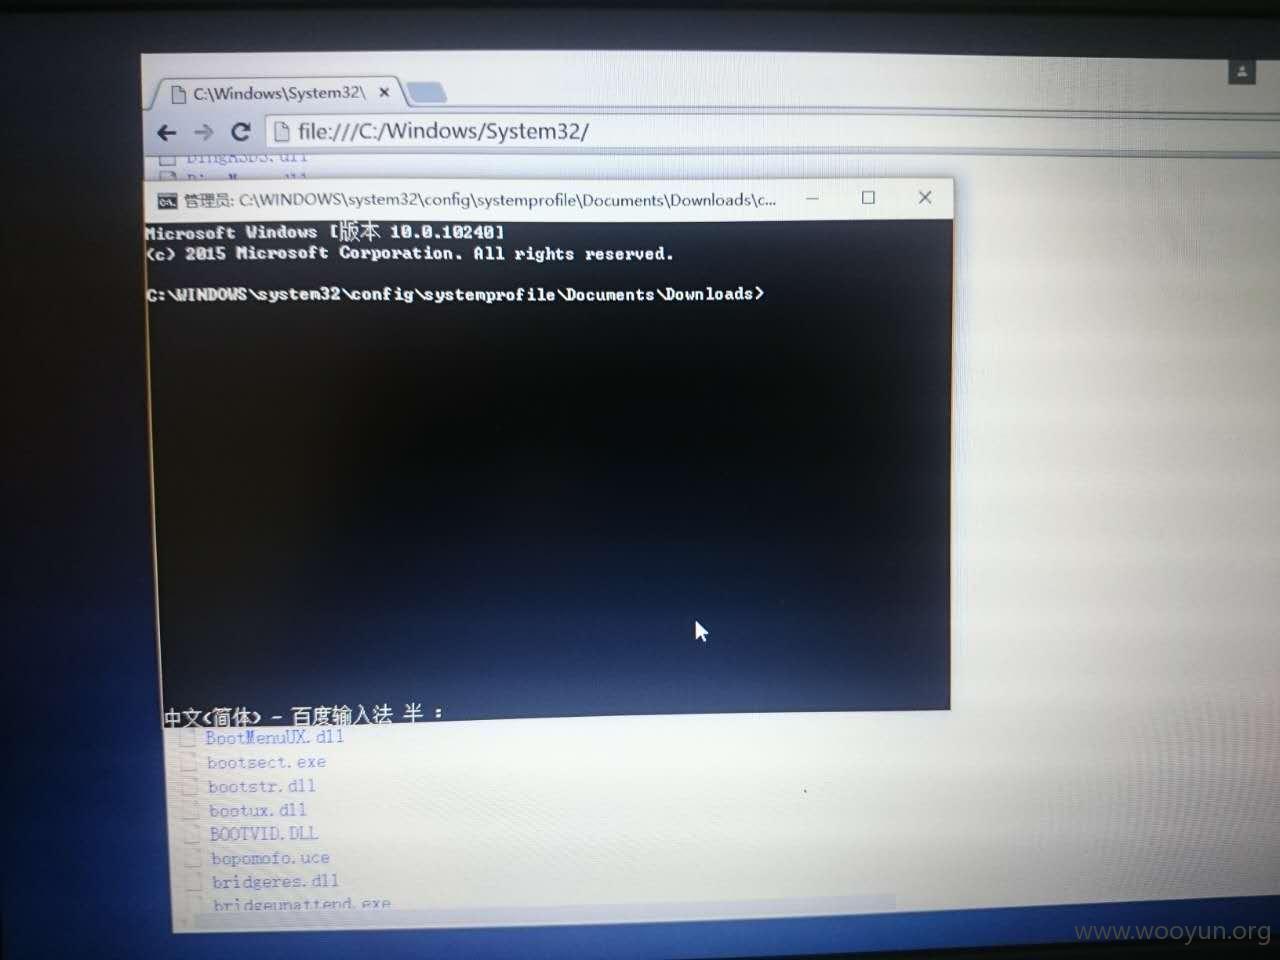 C:\Windows\System32\
file:///C:/Windows/System32/
管理员: C:\WINDOWS\system32\config\systemprofile\Documents\Downloads\c...
Microsoft Windows [版本 10.0.10240]
(c) 2015 Microsoft Corporation. All rights reserved.
C:\WINDOWS\system32\config\systemprofile\Documents\Downloads>
中文(简体) - 百度输入法 半 :
BootMenuUX.dll
bootsect.exe
bootstr.dll
bootux.dll
BOOTVID.DLL
bopomofo.uce
bridgeres.dll
bridgeunattend.exe
www.wooyun.org